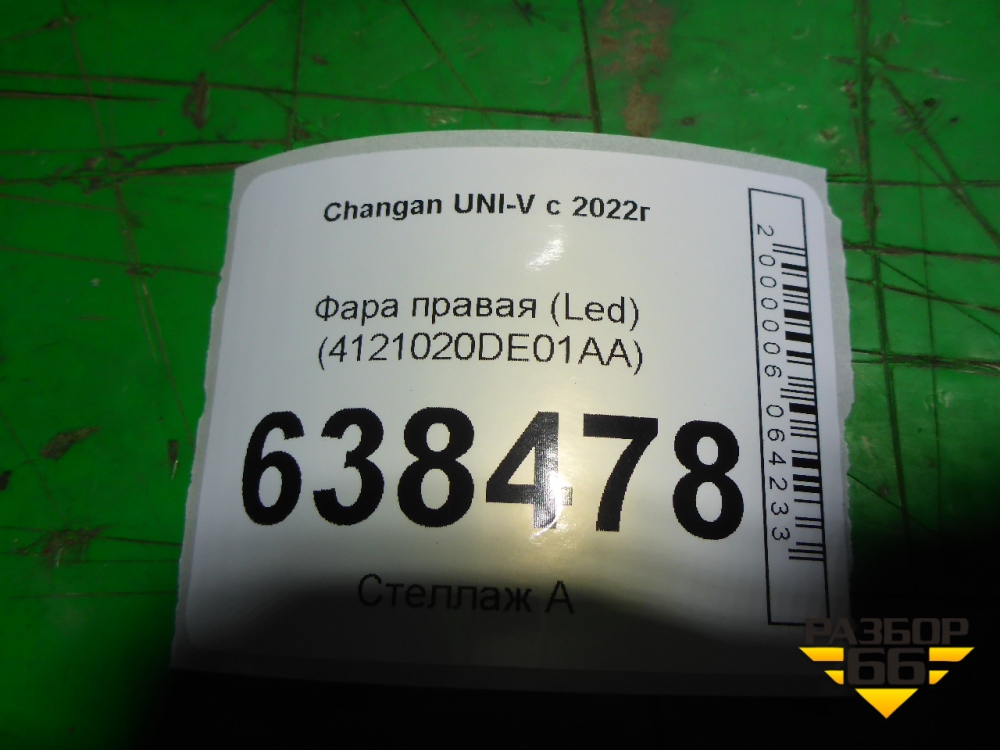 Changan UNI-V с 2022г
Фара правая (Led)
(4121020DE01AA)
638478
Стеллаж А
2000006064233
РАЗБОР
66